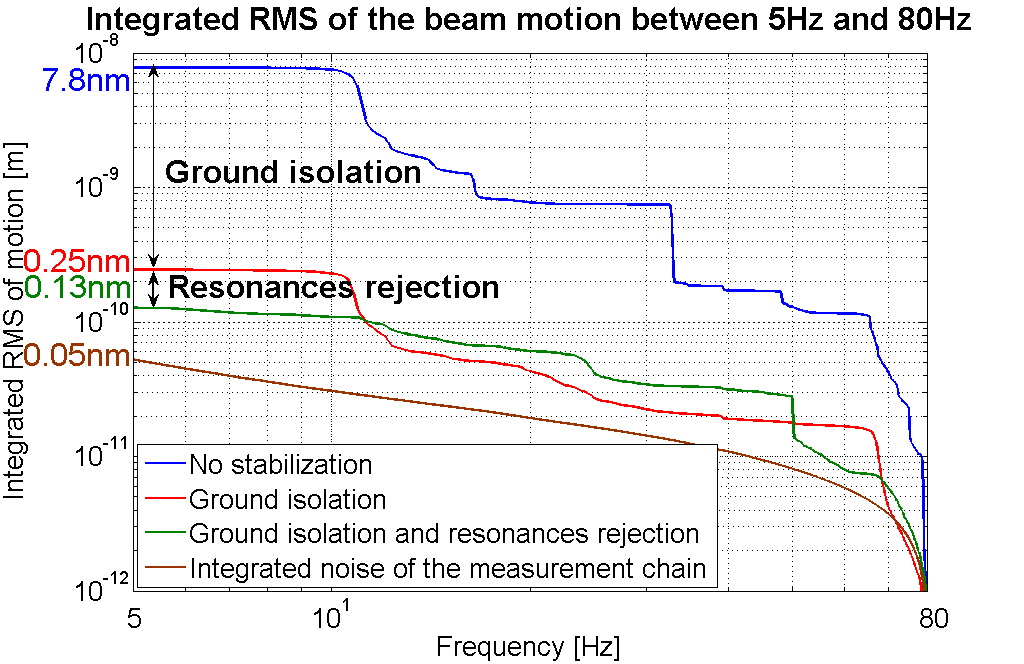 Integrated RMS of the beam motion between 5Hz and 80Hz
Integrated RMS of motion [m]
10^-8
7.8nm
Ground isolation
10^-9
0.25nm
0.13nm
Resonances rejection
10^-10
0.05nm
10^-11
No stabilization
Ground isolation
Ground isolation and resonances rejection
Integrated noise of the measurement chain
10^-12
5
10^1
80
Frequency [Hz]